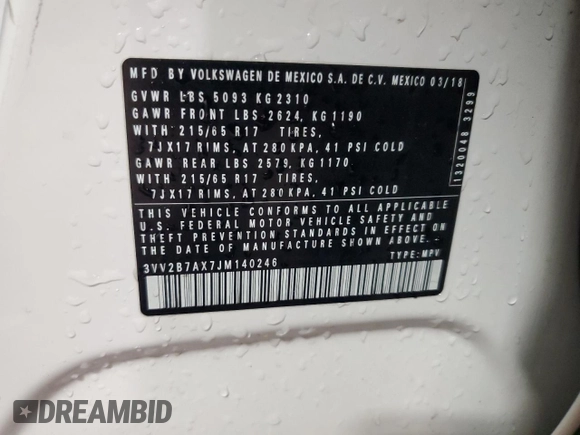 MFD BY VOLKSWAGEN DE MEXICO S.A. DE C.V. MEXICO 03/18
GVWR LBS 5093 KG 2310
GAWR FRONT LBS 2624, KG 1190
WITH 215/65 R17 TIRES,
7JX17 RIMS, AT 280 KPA, 41 PSI COLD
GAWR REAR LBS 2579, KG 1170
WITH 215/65 R17 TIRES,
7JX17 RIMS, AT 280 KPA, 41 PSI COLD
THIS VEHICLE CONFORMS TO ALL APPLICABLE
U.S. FEDERAL MOTOR VEHICLE SAFETY AND
THEFT PREVENTION STANDARDS IN EFFECT ON
DATE OF MANUFACTURE SHOWN ABOVE.--
3VV2B7AX7JM140246 TYPE: MPV
1320048 3299
DREAMBID